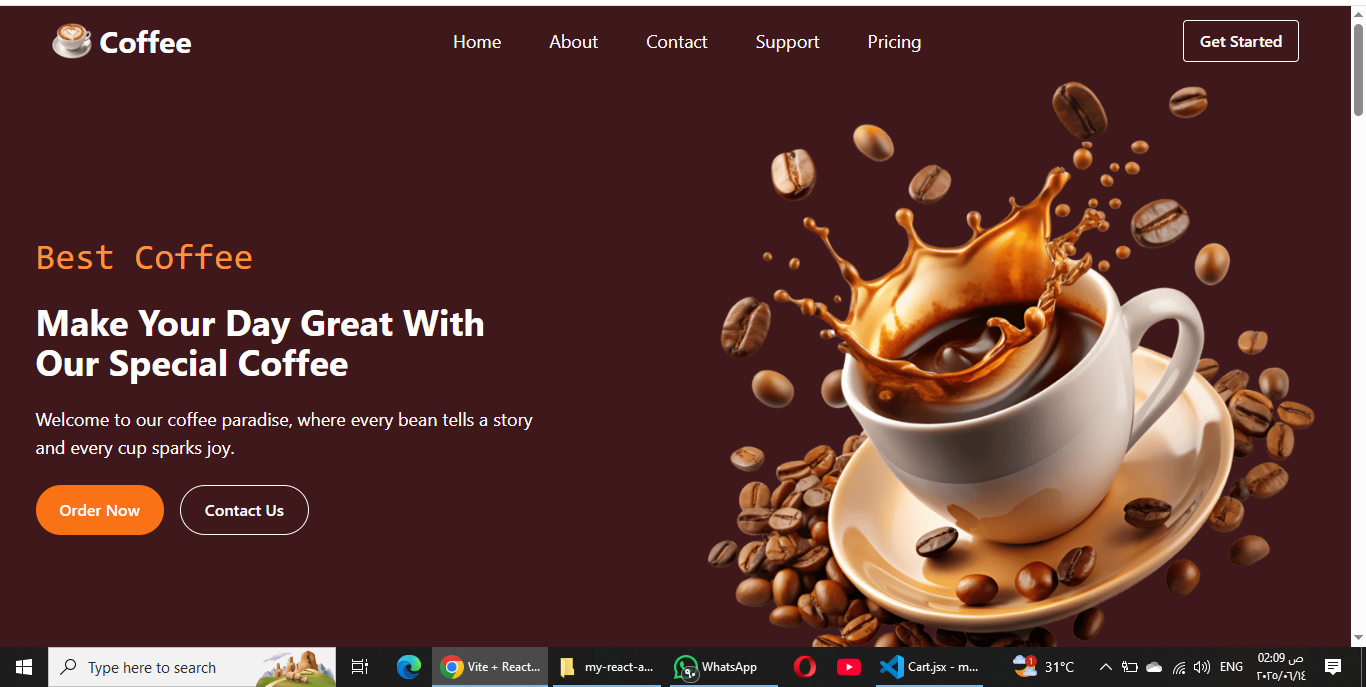 Coffee
Home
About
Contact
Support
Pricing
Get Started
Best Coffee
Make Your Day Great With
Our Special Coffee
Welcome to our coffee paradise, where every bean tells a story
and every cup sparks joy.
Order Now
Contact Us
Type here to search
Vite + React...
my-react-a...
WhatsApp
Cart.jsx - m...
1
31°C
ENG
02:09 ص
٢٠٢٥/٠٦/١٤